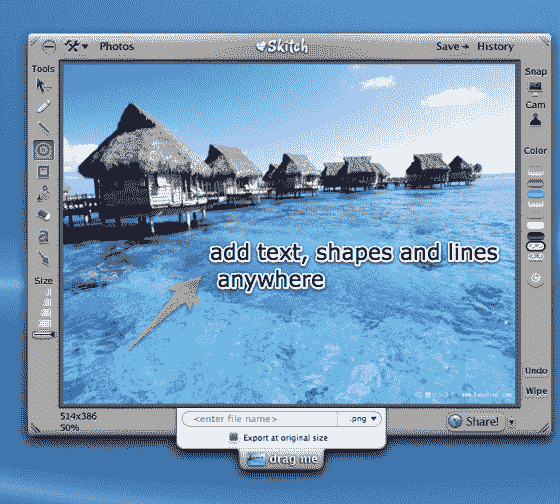 Photos
Skitch
Save
History
Tools
Snap
Cam
Color
a
add text, shapes and lines
anywhere
Size
Undo
Wipe
514x386
50%
<enter file name>
.png
Share!
Export at original size
drag me